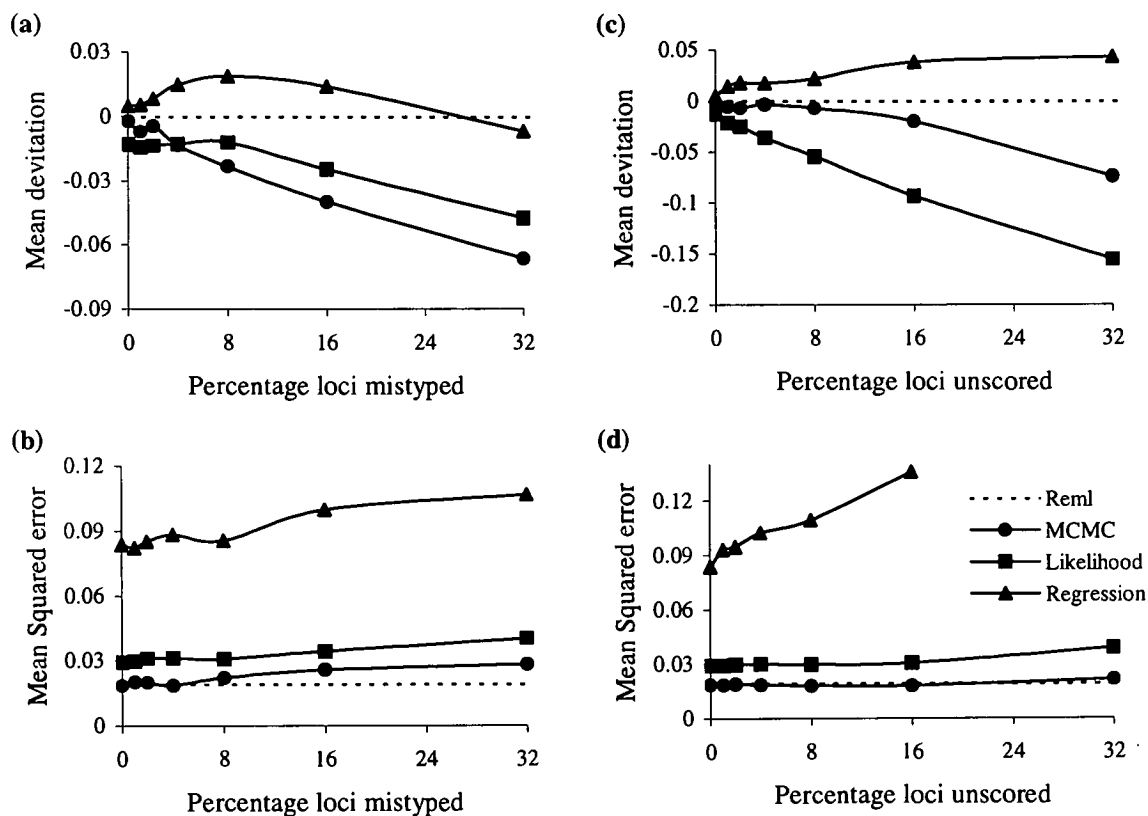 (a)
Mean devitation
0.03
0
-0.03
-0.06
-0.09
0 8 16 24 32
Percentage loci mistyped
(c)
Mean devitation
0.05
0
-0.05
-0.1
-0.15
-0.2
0 8 16 24 32
Percentage loci unscored
(b)
Mean Squared error
0.12
0.09
0.06
0.03
0
0 8 16 24 32
Percentage loci mistyped
(d)
Mean Squared error
0.12
0.09
0.06
0.03
0
0 8 16 24 32
Percentage loci unscored
Reml
MCMC
Likelihood
Regression